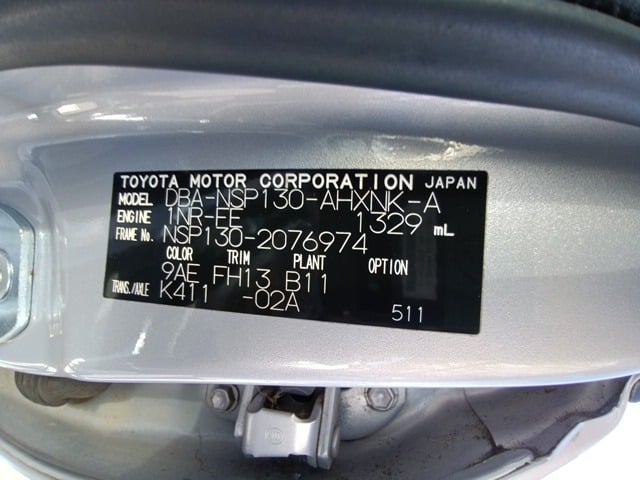 TOYOTA MOTOR CORPORATION JAPAN
MODEL DBA-NSP130-AHXNK-A
ENGINE 1NR-FE 1329 mL
FRAME No. NSP130-2076974
COLOR TRIM PLANT OPTION
9AE FH13 B11
TRANS./AXLE K411 -02A
511